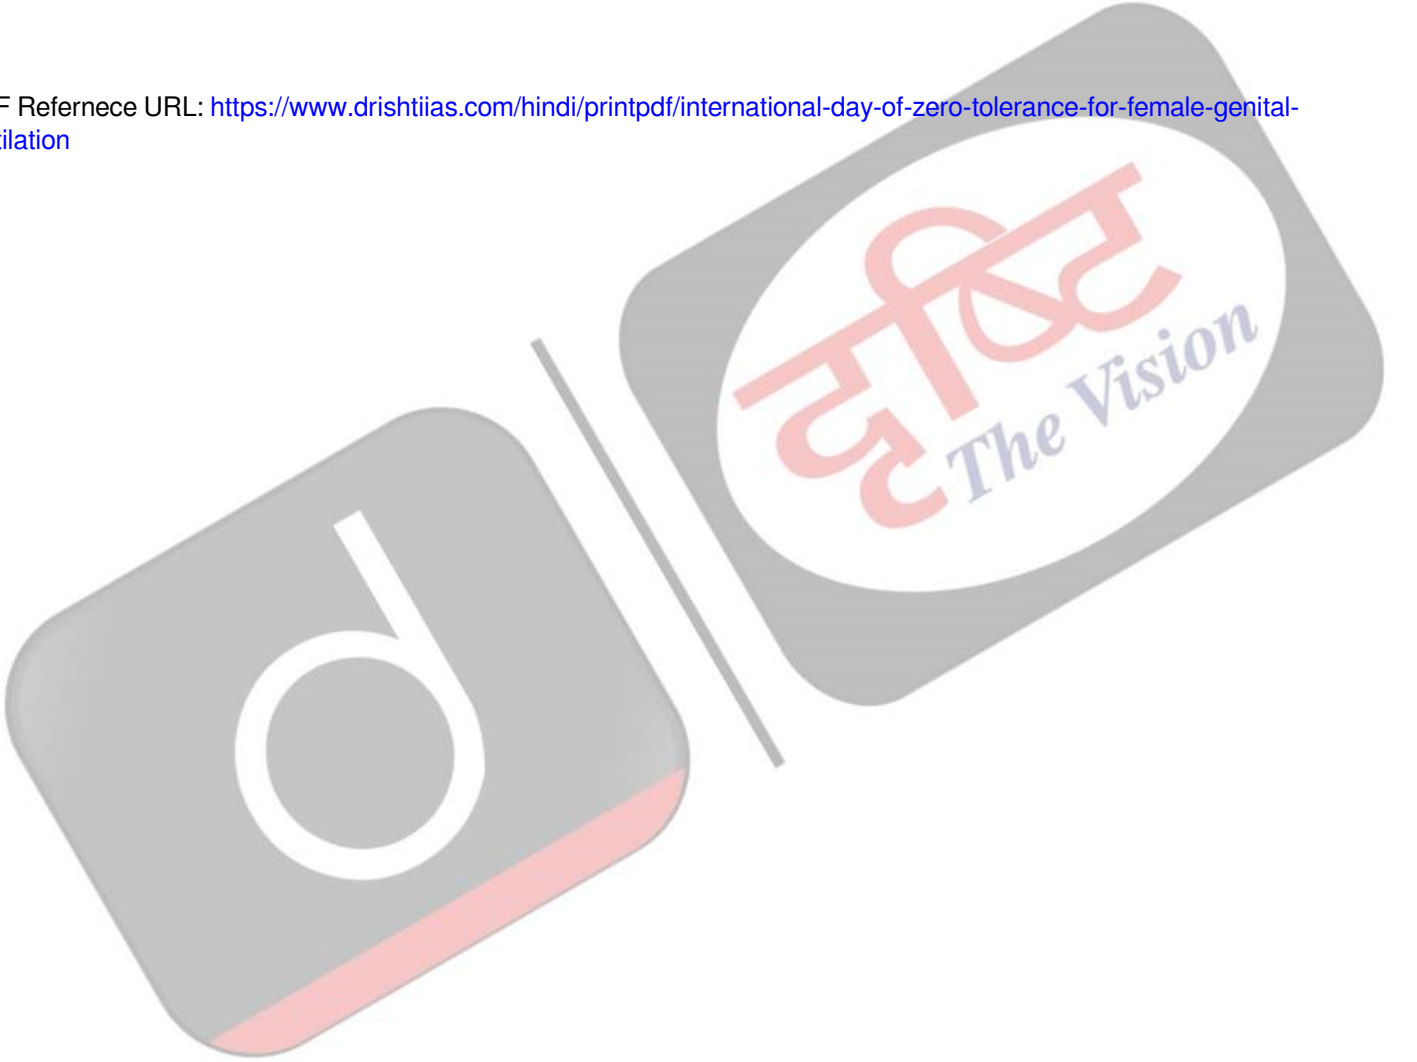 F Refernece URL: https://www.drishtiias.com/hindi/printpdf/international-day-of-zero-tolerance-for-female-genital-
tilation
दृष्टि
The Vision
d